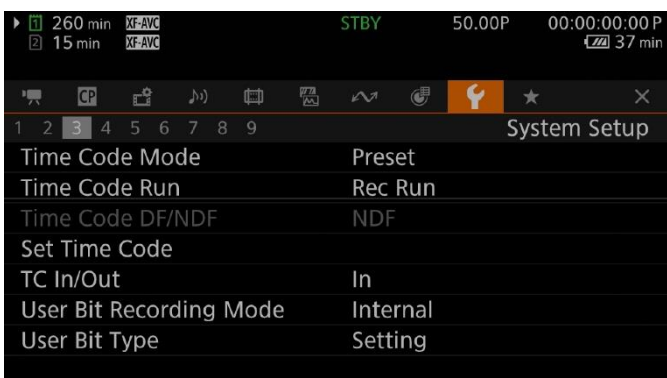 1 260 min XF-AVC STBY 50.00P 00:00:00:00 P
2 15 min XF-AVC 37 min
CP
1 2 3 4 5 6 7 8 9 System Setup
Time Code Mode Preset
Time Code Run Rec Run
Time Code DF/NDF NDF
Set Time Code
TC In/Out In
User Bit Recording Mode Internal
User Bit Type Setting